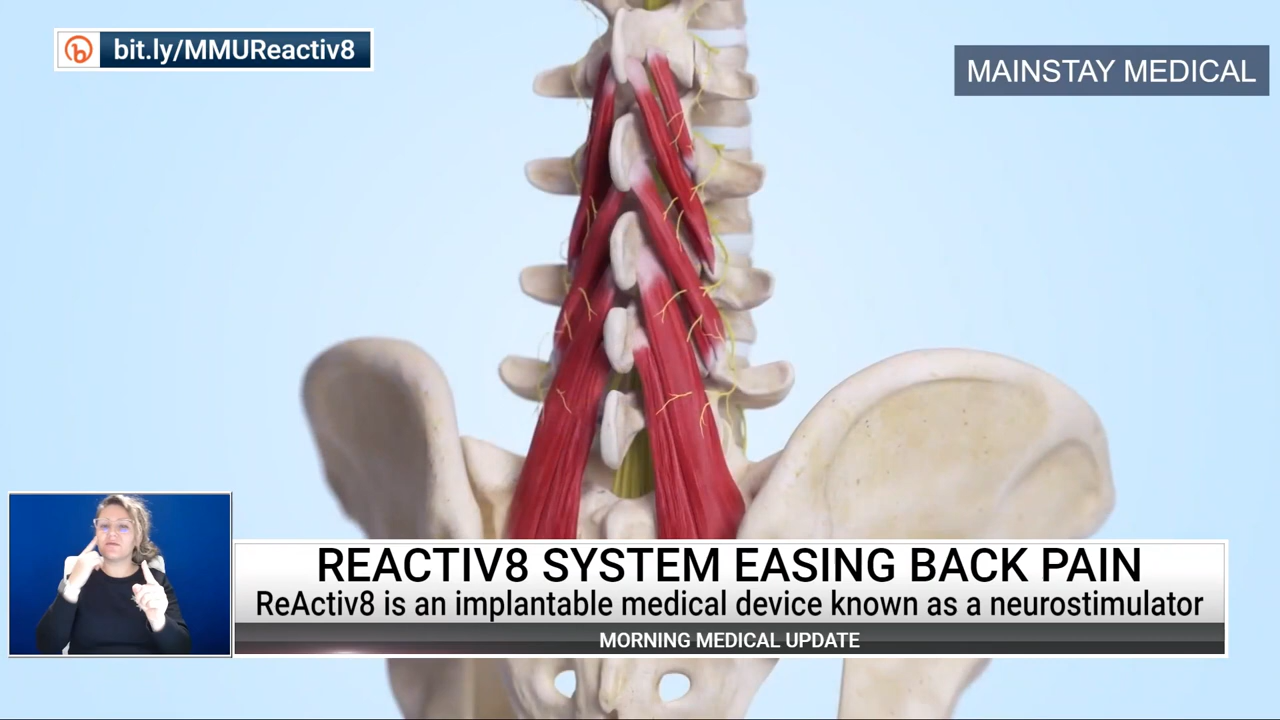 bit.ly/MMUReactiv8
MAINSTAY MEDICAL
REACTIV8 SYSTEM EASING BACK PAIN
ReActiv8 is an implantable medical device known as a neurostimulator
MORNING MEDICAL UPDATE